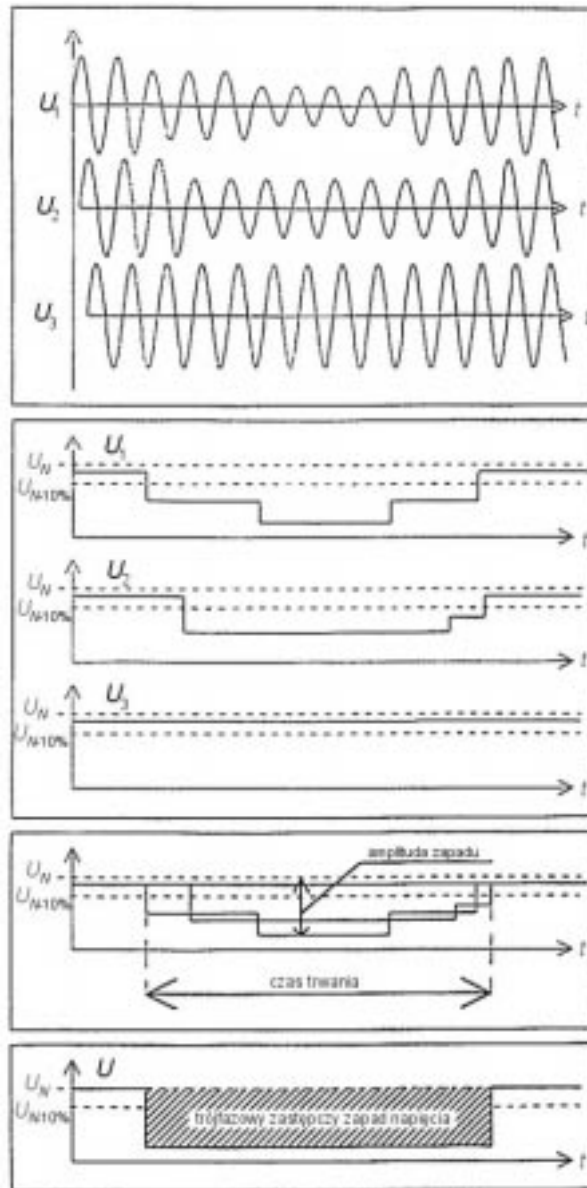 U1
t
U2
t
U3
t
U1
UN
UN-10%
t
U2
UN
UN-10%
t
U3
UN
UN-10%
t
amplituda zapadu
UN
UN-10%
t
czas trwania
U
UN
UN-10%
trójfazowy zastępczy zapad napięcia
t